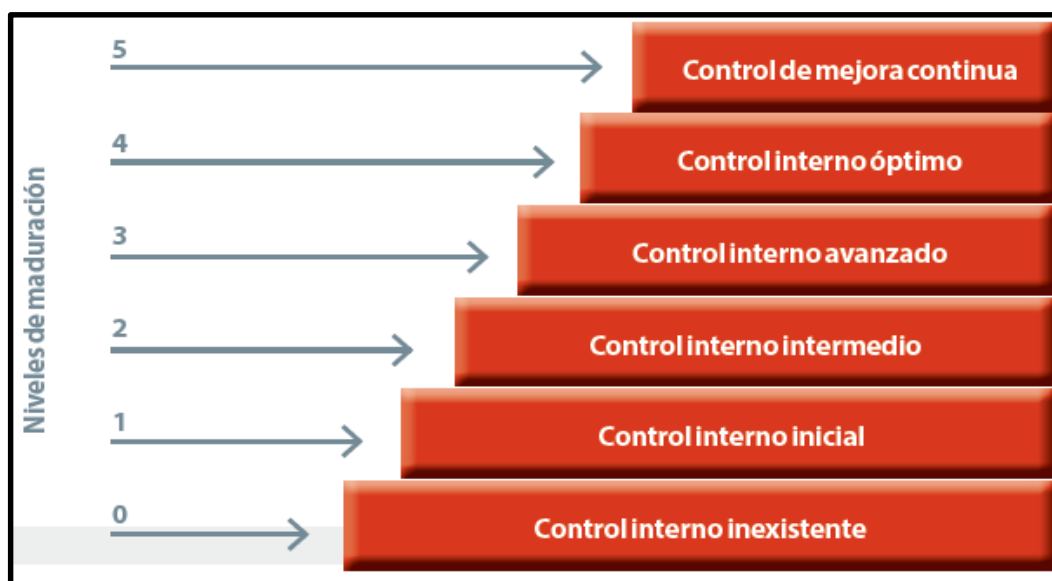 Niveles de maduración
5
Control de mejora continua
4
Control interno óptimo
3
Control interno avanzado
2
Control interno intermedio
1
Control interno inicial
0
Control interno inexistente